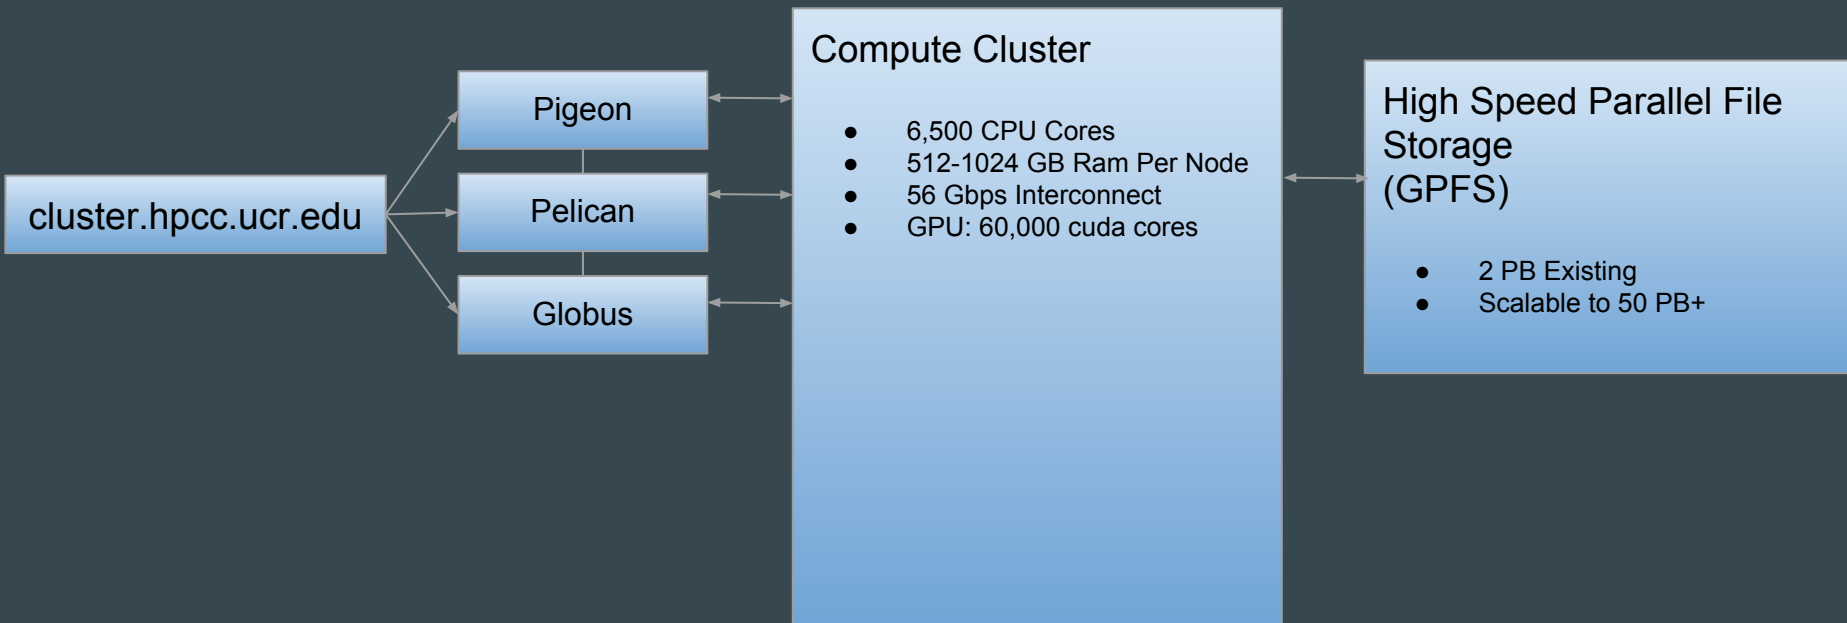 cluster.hpcc.ucr.edu
Pigeon
Pelican
Globus
Compute Cluster
● 6,500 CPU Cores
● 512-1024 GB Ram Per Node
● 56 Gbps Interconnect
● GPU: 60,000 cuda cores
High Speed Parallel File
Storage
(GPFS)
● 2 PB Existing
● Scalable to 50 PB+